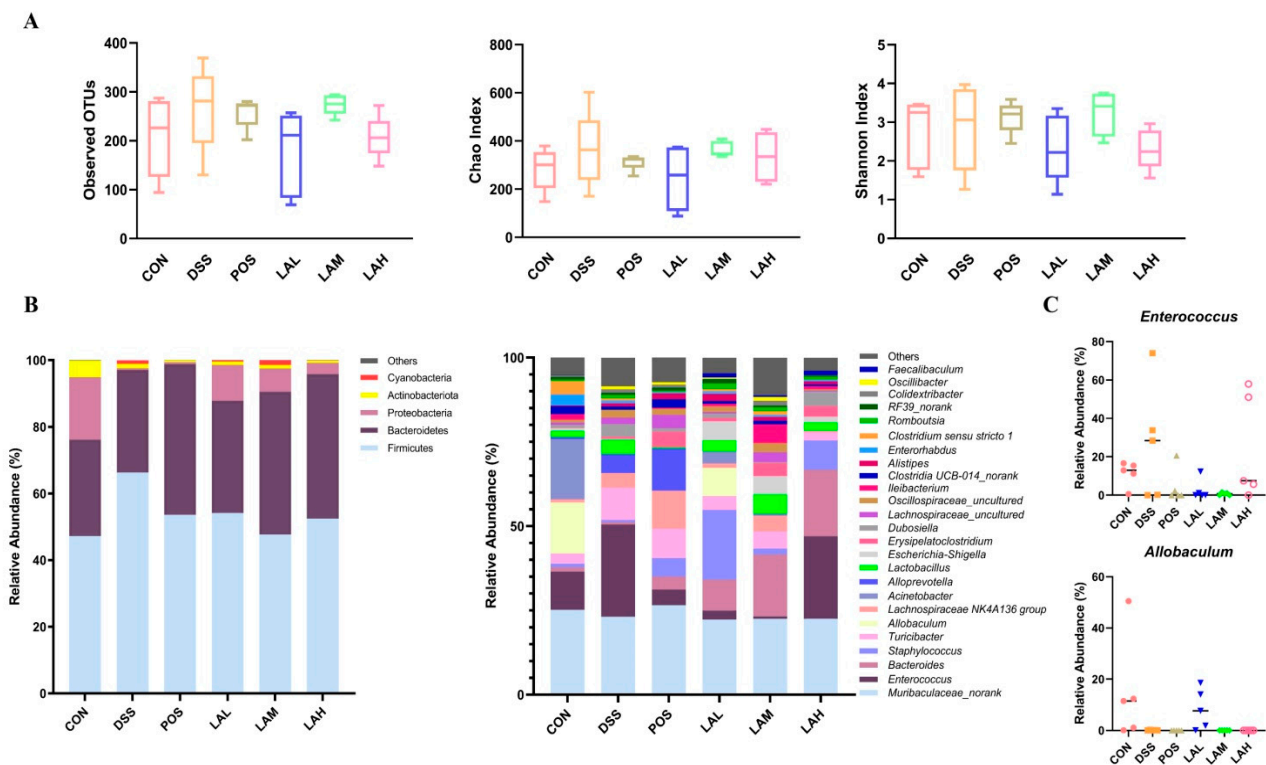 A
Observed OTUs
400
300
200
100
0
CON DSS POS LAL LAM LAH
Chao Index
800
600
400
200
0
CON DSS POS LAL LAM LAH
Shannon Index
5
4
3
2
1
0
CON DSS POS LAL LAM LAH
B
Relative Abundance (%)
100
80
60
40
20
0
CON DSS POS LAL LAM LAH
Others
Cyanobacteria
Actinobacteriota
Proteobacteria
Bacteroidetes
Firmicutes
Relative Abundance (%)
100
50
0
CON DSS POS LAL LAM LAH
Others
Faecalibaculum
Oscillibacter
Colidextribacter
RF39_norank
Romboutsia
Clostridium sensu stricto 1
Enterorhabdus
Alistipes
Clostridia UCB-014_norank
Ileibacterium
Oscillospiraceae_uncultured
Lachnospiraceae_uncultured
Dubosiella
Erysipelatoclostridium
Escherichia-Shigella
Lactobacillus
Alloprevotella
Acinetobacter
Lachnospiraceae NK4A136 group
Allobaculum
Turicibacter
Staphylococcus
Bacteroides
Enterococcus
Muribaculaceae_norank
C
Enterococcus
Relative Abundance (%)
80
60
40
20
0
CON DSS POS LAL LAM LAH
Allobaculum
Relative Abundance (%)
60
40
20
0
CON DSS POS LAL LAM LAH